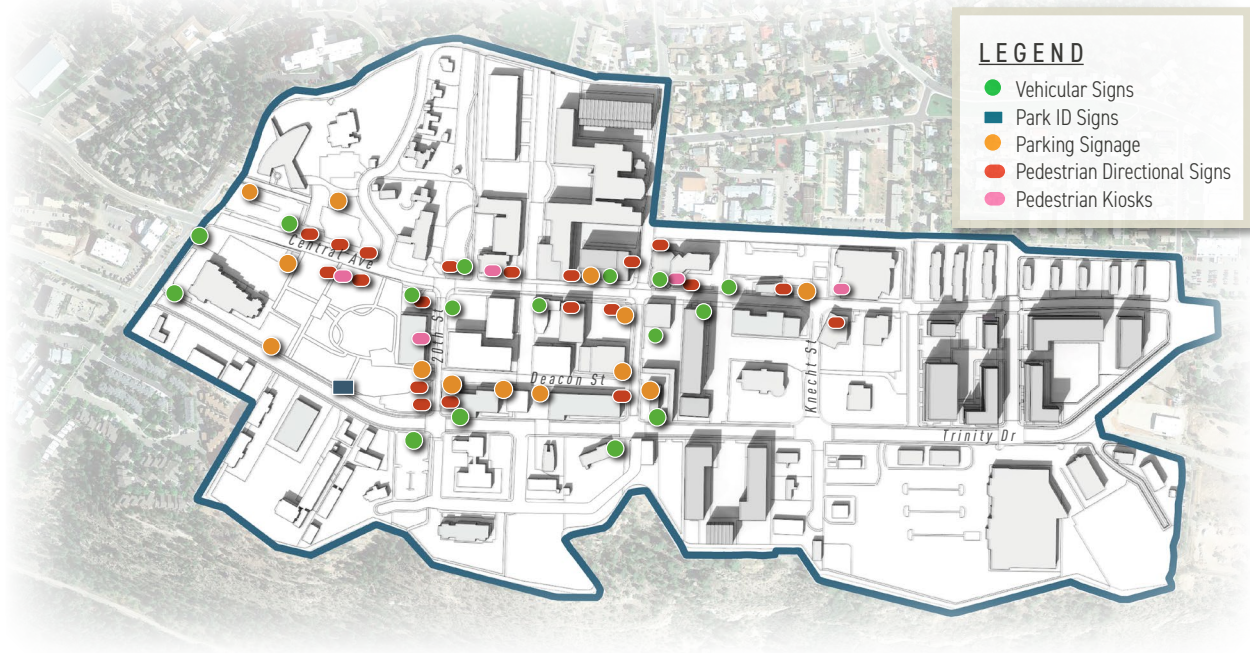 LEGEND
Vehicular Signs
Park ID Signs
Parking Signage
Pedestrian Directional Signs
Pedestrian Kiosks
Central Ave
20th St
Deacon St
Knecht St
Trinity Dr